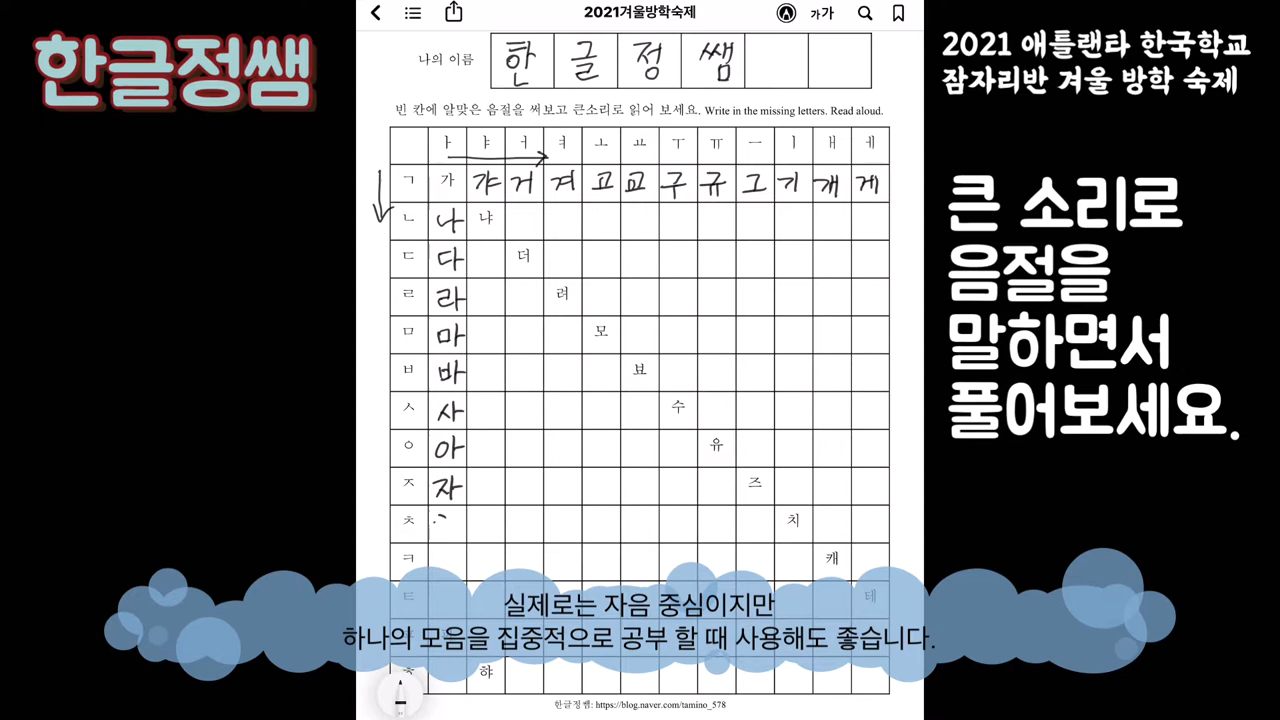 한글정쌤
2021겨울방학숙제
가가
2021 애틀랜타 한국학교
잠자리반 겨울 방학 숙제
나의 이름 한 글 정 쌤
빈 칸에 알맞은 음절을 써보고 큰소리로 읽어 보세요. Write in the missing letters. Read aloud.
ㅏ ㅑ ㅓ ㅕ ㅗ ㅛ ㅜ ㅠ ㅡ ㅣ ㅐ ㅔ
ㄱ 가 갸 거 겨 고 교 구 규 그 기 개 게
ㄴ 나 냐
ㄷ 다 더
ㄹ 라 려
ㅁ 마 모
ㅂ 바 뵤
ㅅ 사 수
ㅇ 아 유
ㅈ 자 즈
ㅊ 치
ㅋ 캐
ㅌ 테
ㅎ 햐
큰 소리로
음절을
말하면서
풀어보세요.
실제로는 자음 중심이지만
하나의 모음을 집중적으로 공부 할 때 사용해도 좋습니다.
한글정쌤: https://blog.naver.com/tamino_578